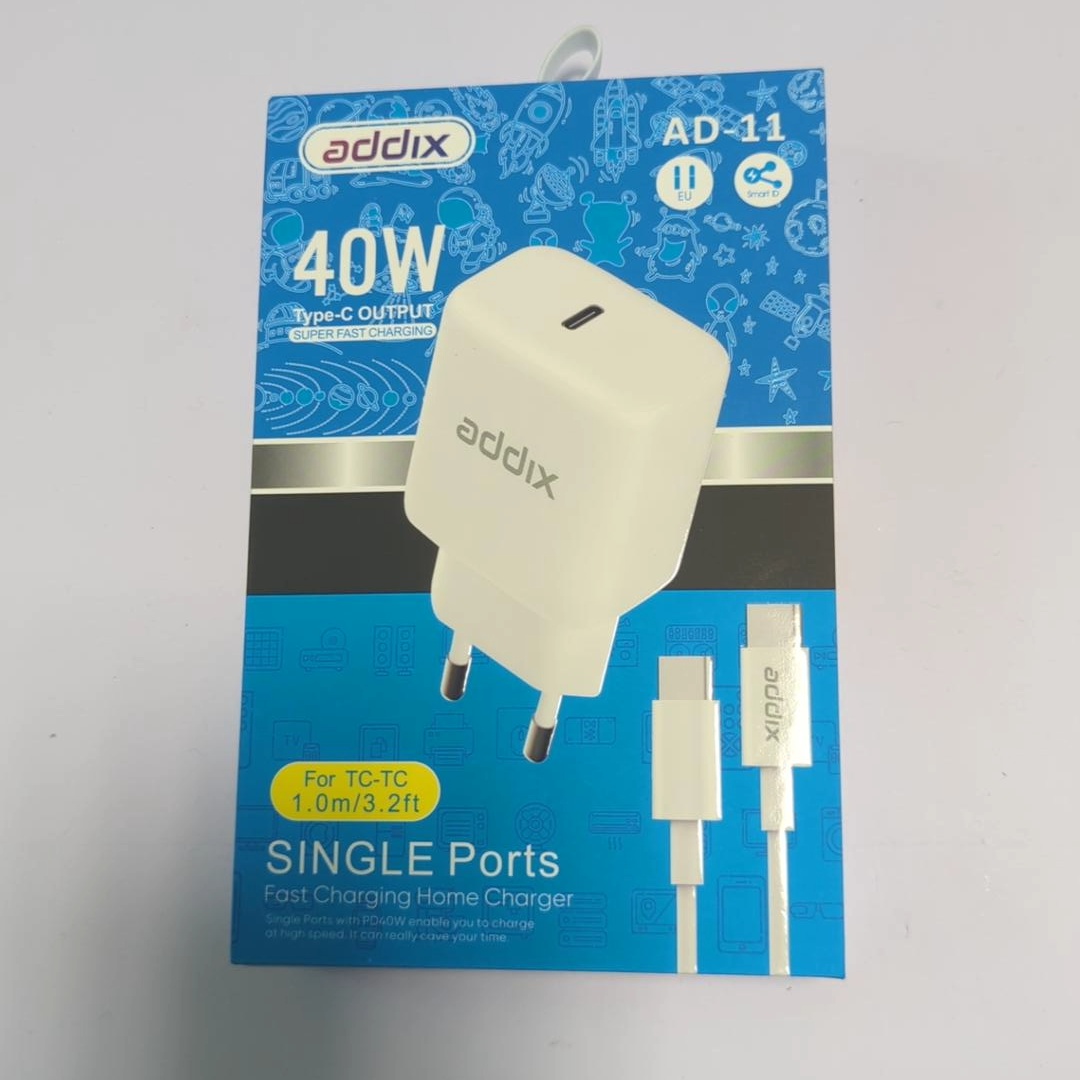 addix
AD-11
EU
Smart ID
40W
Type-C OUTPUT
SUPER FAST CHARGING
addix
addix
TV
For TC-TC
1.0m/3.2ft
SINGLE Ports
Fast Charging Home Charger
Single Ports with PD40W enable you to charge
at high speed. It can really cave your time.